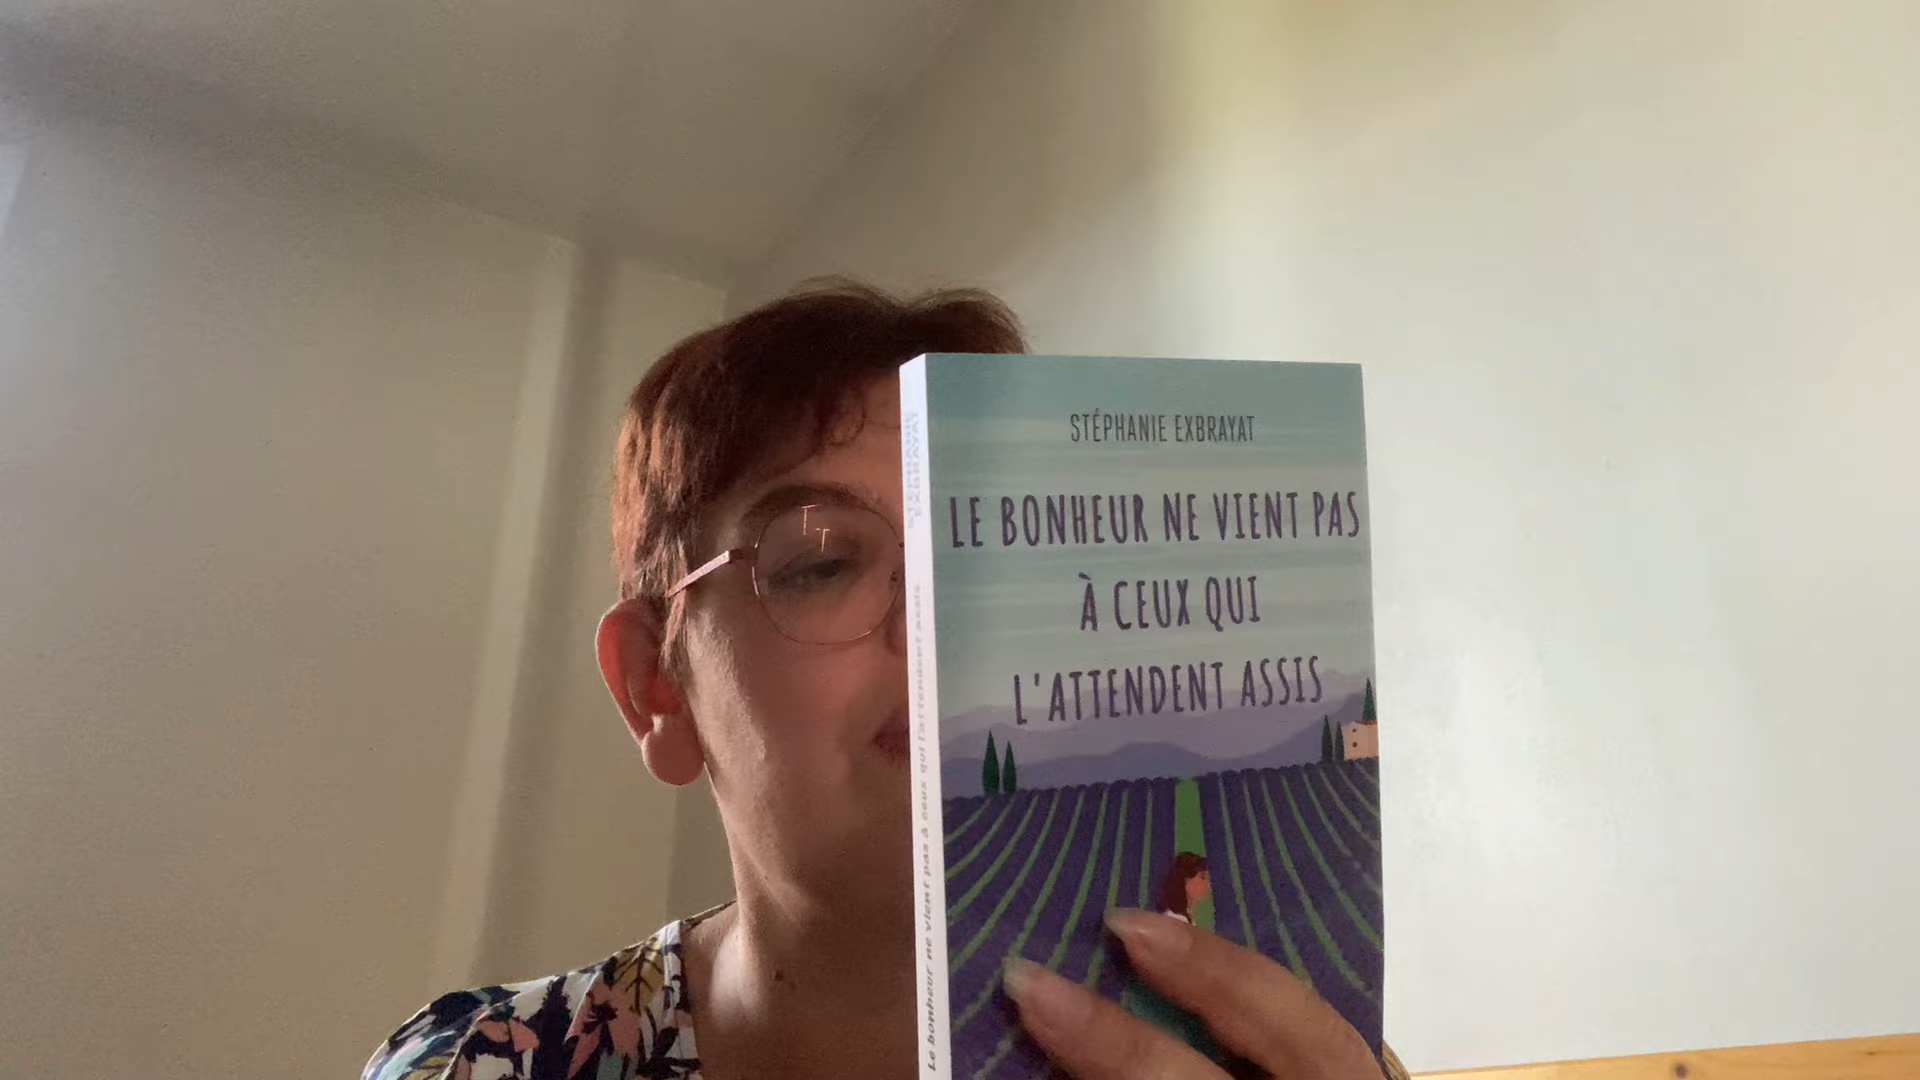 STÉPHANIE EXBRAYAT
LE BONHEUR NE VIENT PAS
À CEUX QUI
L'ATTENDENT ASSIS
STÉPHANIE
EXBRAYAT
Le bonheur ne vient pas à ceux qui l'attendent assis